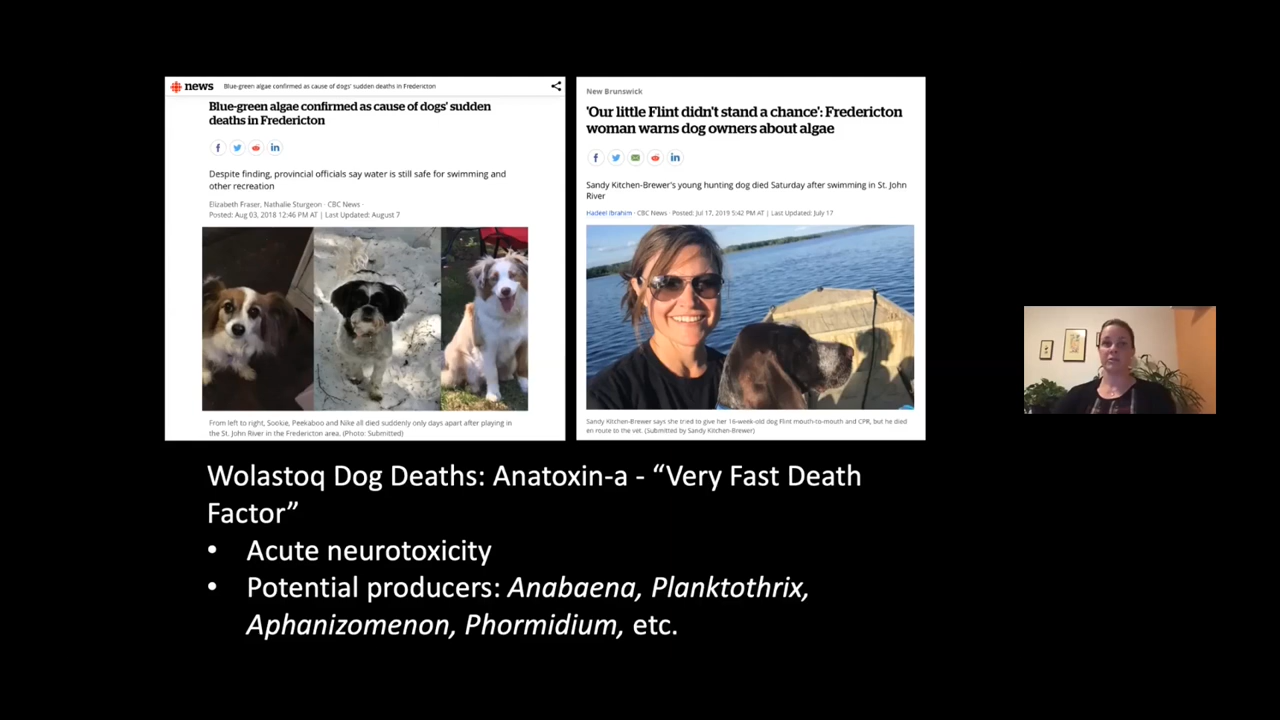 news
Blue-green algae confirmed as cause of dogs' sudden deaths in Fredericton
Blue-green algae confirmed as cause of dogs' sudden
deaths in Fredericton
Despite finding, provincial officials say water is still safe for swimming and
other recreation
Elizabeth Fraser, Nathalie Sturgeon · CBC News ·
Posted: Aug 03, 2018 12:46 PM AT | Last Updated: August 7
From left to right, Sookie, Peekaboo and Nike all died suddenly only days apart after playing in
the St. John River in the Fredericton area. (Photo: Submitted)
New Brunswick
'Our little Flint didn't stand a chance': Fredericton
woman warns dog owners about algae
Sandy Kitchen-Brewer's young hunting dog died Saturday after swimming in St. John
River
Hadeel Ibrahim · CBC News · Posted: Jul 17, 2019 5:42 PM AT | Last Updated: July 17
Sandy Kitchen-Brewer says she tried to give her 16-week-old dog Flint mouth-to-mouth and CPR, but he died
en route to the vet. (Submitted by Sandy Kitchen-Brewer)
Wolastoq Dog Deaths: Anatoxin-a - “Very Fast Death
Factor”
• Acute neurotoxicity
• Potential producers: Anabaena, Planktothrix,
Aphanizomenon, Phormidium, etc.